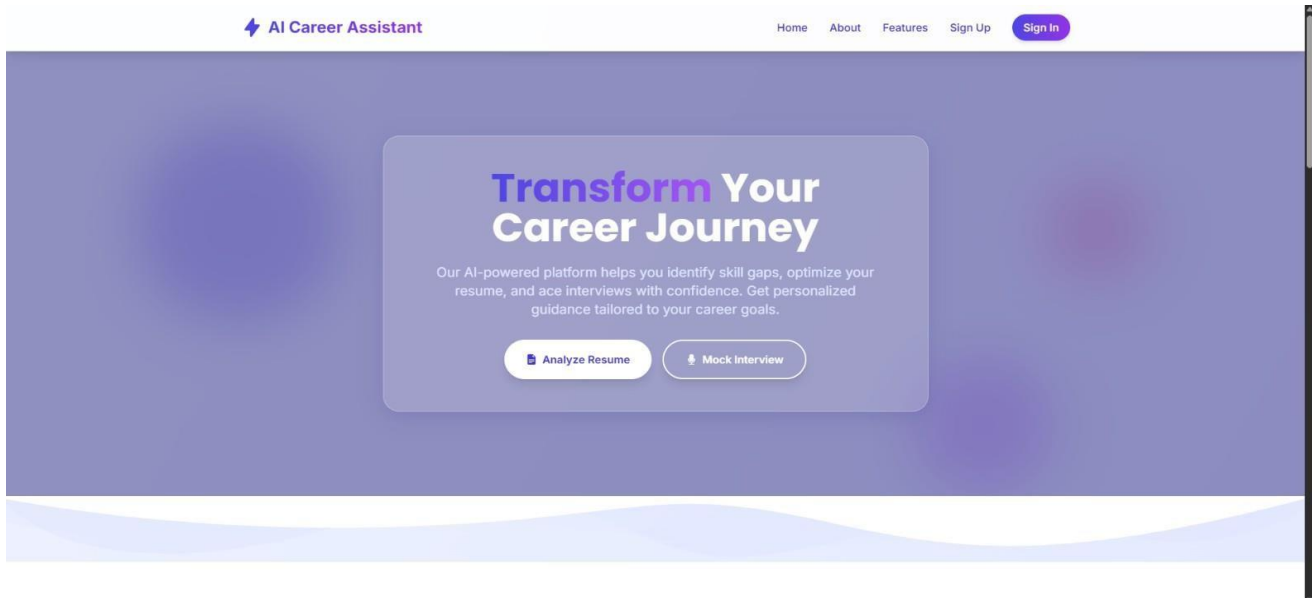 AI Career Assistant
Home About Features Sign Up Sign In
Transform Your
Career Journey
Our AI-powered platform helps you identify skill gaps, optimize your
resume, and ace interviews with confidence. Get personalized
guidance tailored to your career goals.
Analyze Resume Mock Interview